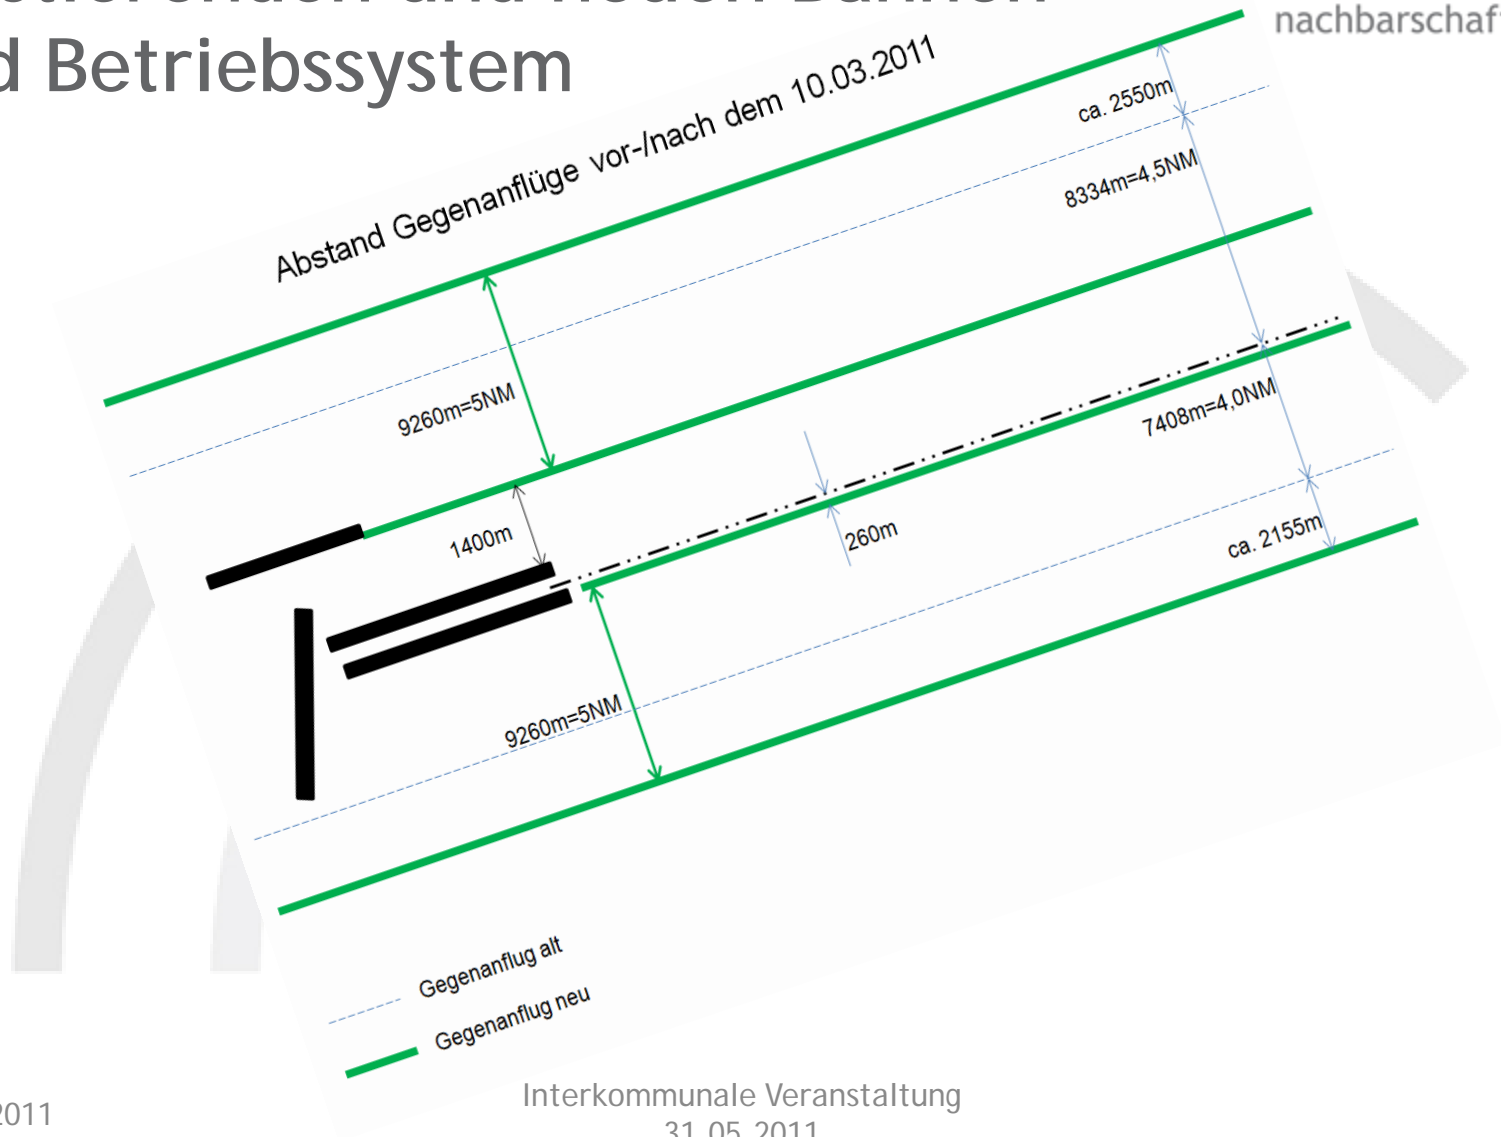 nachbarschaf
d Betriebssystem
Abstand Gegenanflüge vor-/nach dem 10.03.2011
ca. 2550m
8334m=4,5NM
9260m=5NM
7408m=4,0NM
1400m
260m
ca. 2155m
9260m=5NM
Gegenanflug alt
Gegenanflug neu
Interkommunale Veranstaltung
2011
31.05.2011